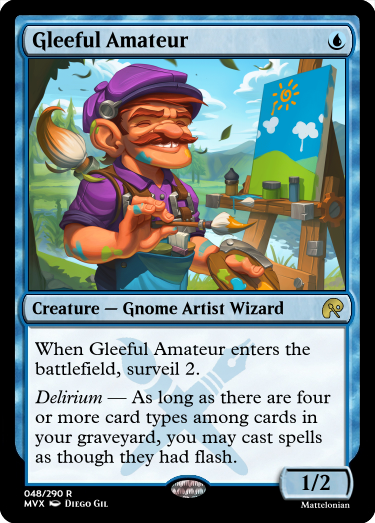 Gleeful Amateur
Creature — Gnome Artist Wizard
When Gleeful Amateur enters the
battlefield, surveil 2.
Delirium — As long as there are four
or more card types among cards in
your graveyard, you may cast spells
as though they had flash.
1/2
048/290 R
MVX Diego Gil
Mattelonian